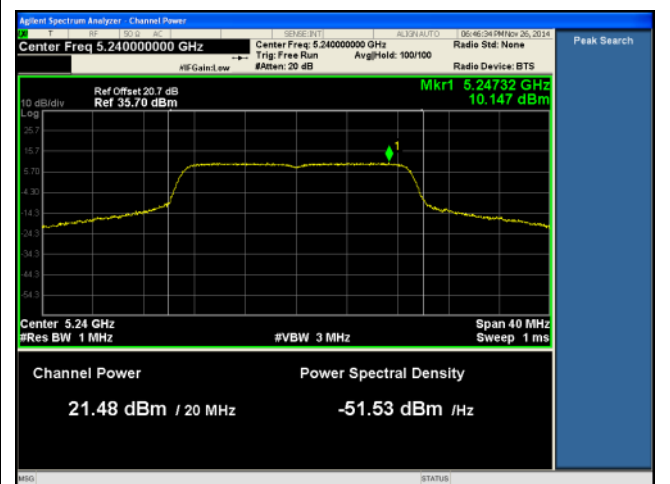 Agilent Spectrum Analyzer - Channel Power
T RF 50 Ω AC SENSE:INT ALIGN AUTO 06:46:34 PM Nov 26, 2014
Center Freq 5.240000000 GHz Center Freq: 5.240000000 GHz Radio Std: None Peak Search
Trig: Free Run Avg|Hold: 100/100
#IFGain:Low #Atten: 20 dB Radio Device: BTS
Mkr1 5.24732 GHz
Ref Offset 20.7 dB
10 dB/div Ref 35.70 dBm 10.147 dBm
Log
25.7
15.7
1
5.70
-4.30
-14.3
-24.3
-34.3
-44.3
-54.3
Center 5.24 GHz Span 40 MHz
#Res BW 1 MHz #VBW 3 MHz Sweep 1 ms
Channel Power Power Spectral Density
21.48 dBm / 20 MHz -51.53 dBm /Hz
MSG STATUS